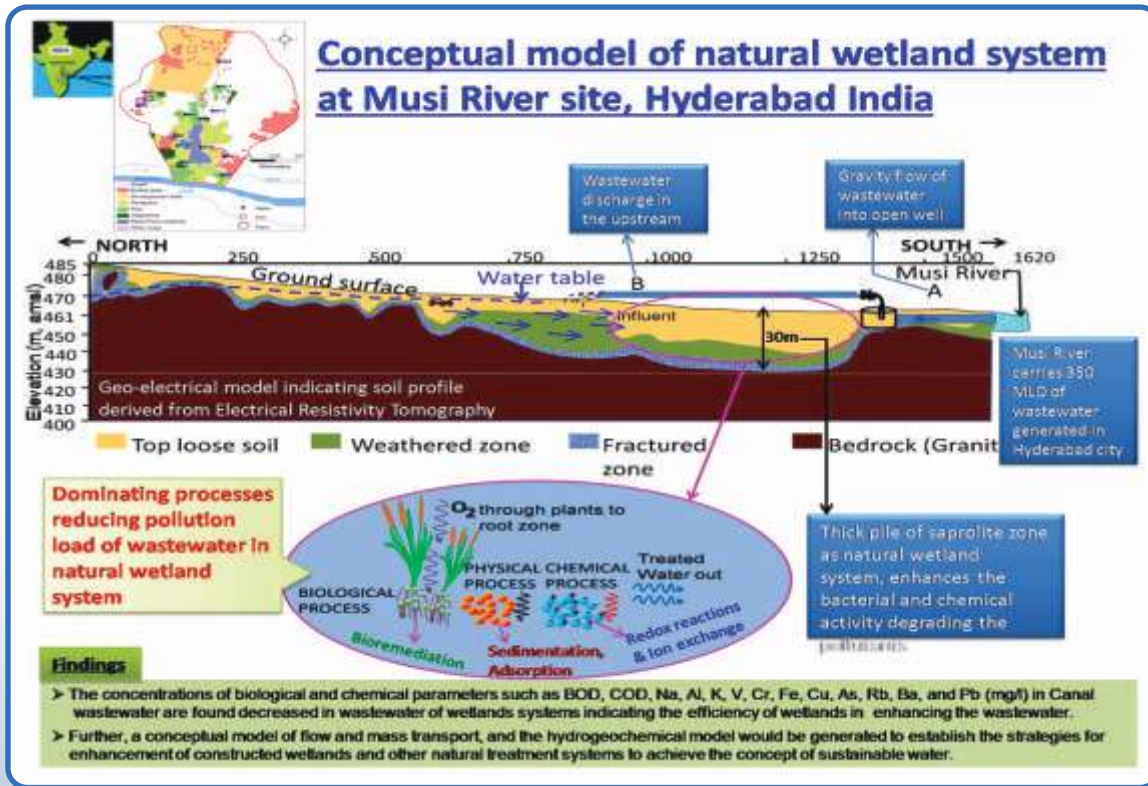 INDIA
Conceptual model of natural wetland system
at Musi River site, Hyderabad India
Wastewater
discharge in
the upstream
Gravity flow of
wastewater
into open well
NORTH
SOUTH
0 250 500 750 1000 1250 1620
Musi River
485
480
470
461
450
440
430
420
410
400
Elevation (m, amsl)
Ground surface
Water table
B
A
Influent
30m
Geo-electrical model indicating soil profile
derived from Electrical Resistivity Tomography
Musi River
carries 350
MLD of
wastewater
generated in
Hyderabad city
Top loose soil
Weathered zone
Fractured
zone
Bedrock (Granit
Dominating processes
reducing pollution
load of wastewater in
natural wetland
system
O2 through plants to
root zone
BIOLOGICAL
PROCESS
PHYSICAL
PROCESS
CHEMICAL
PROCESS
Treated
Water out
Bioremediation
Sedimentation,
Adsorption
Redox reactions
& Ion exchange
Thick pile of saprolite zone
as natural wetland
system, enhances the
bacterial and chemical
activity degrading the
pollutants
Findings
➢ The concentrations of biological and chemical parameters such as BOD, COD, Na, Al, K, V, Cr, Fe, Cu, As, Rb, Ba, and Pb (mg/l) in Canal
wastewater are found decreased in wastewater of wetlands systems indicating the efficiency of wetlands in enhancing the wastewater.
➢ Further, a conceptual model of flow and mass transport, and the hydrogeochemical model would be generated to establish the strategies for
enhancement of constructed wetlands and other natural treatment systems to achieve the concept of sustainable water.